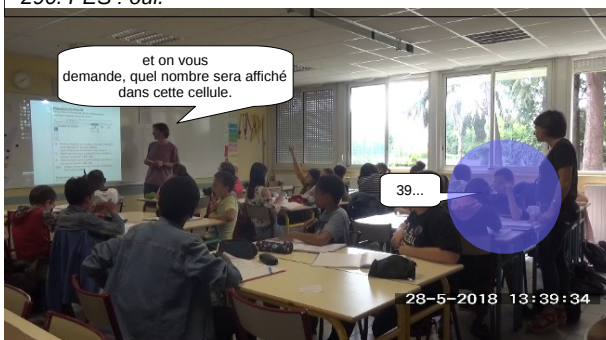 290. PES : oui.
et on vous
demande, quel nombre sera affiché
dans cette cellule.
39...
28-5-2018 13:39:34